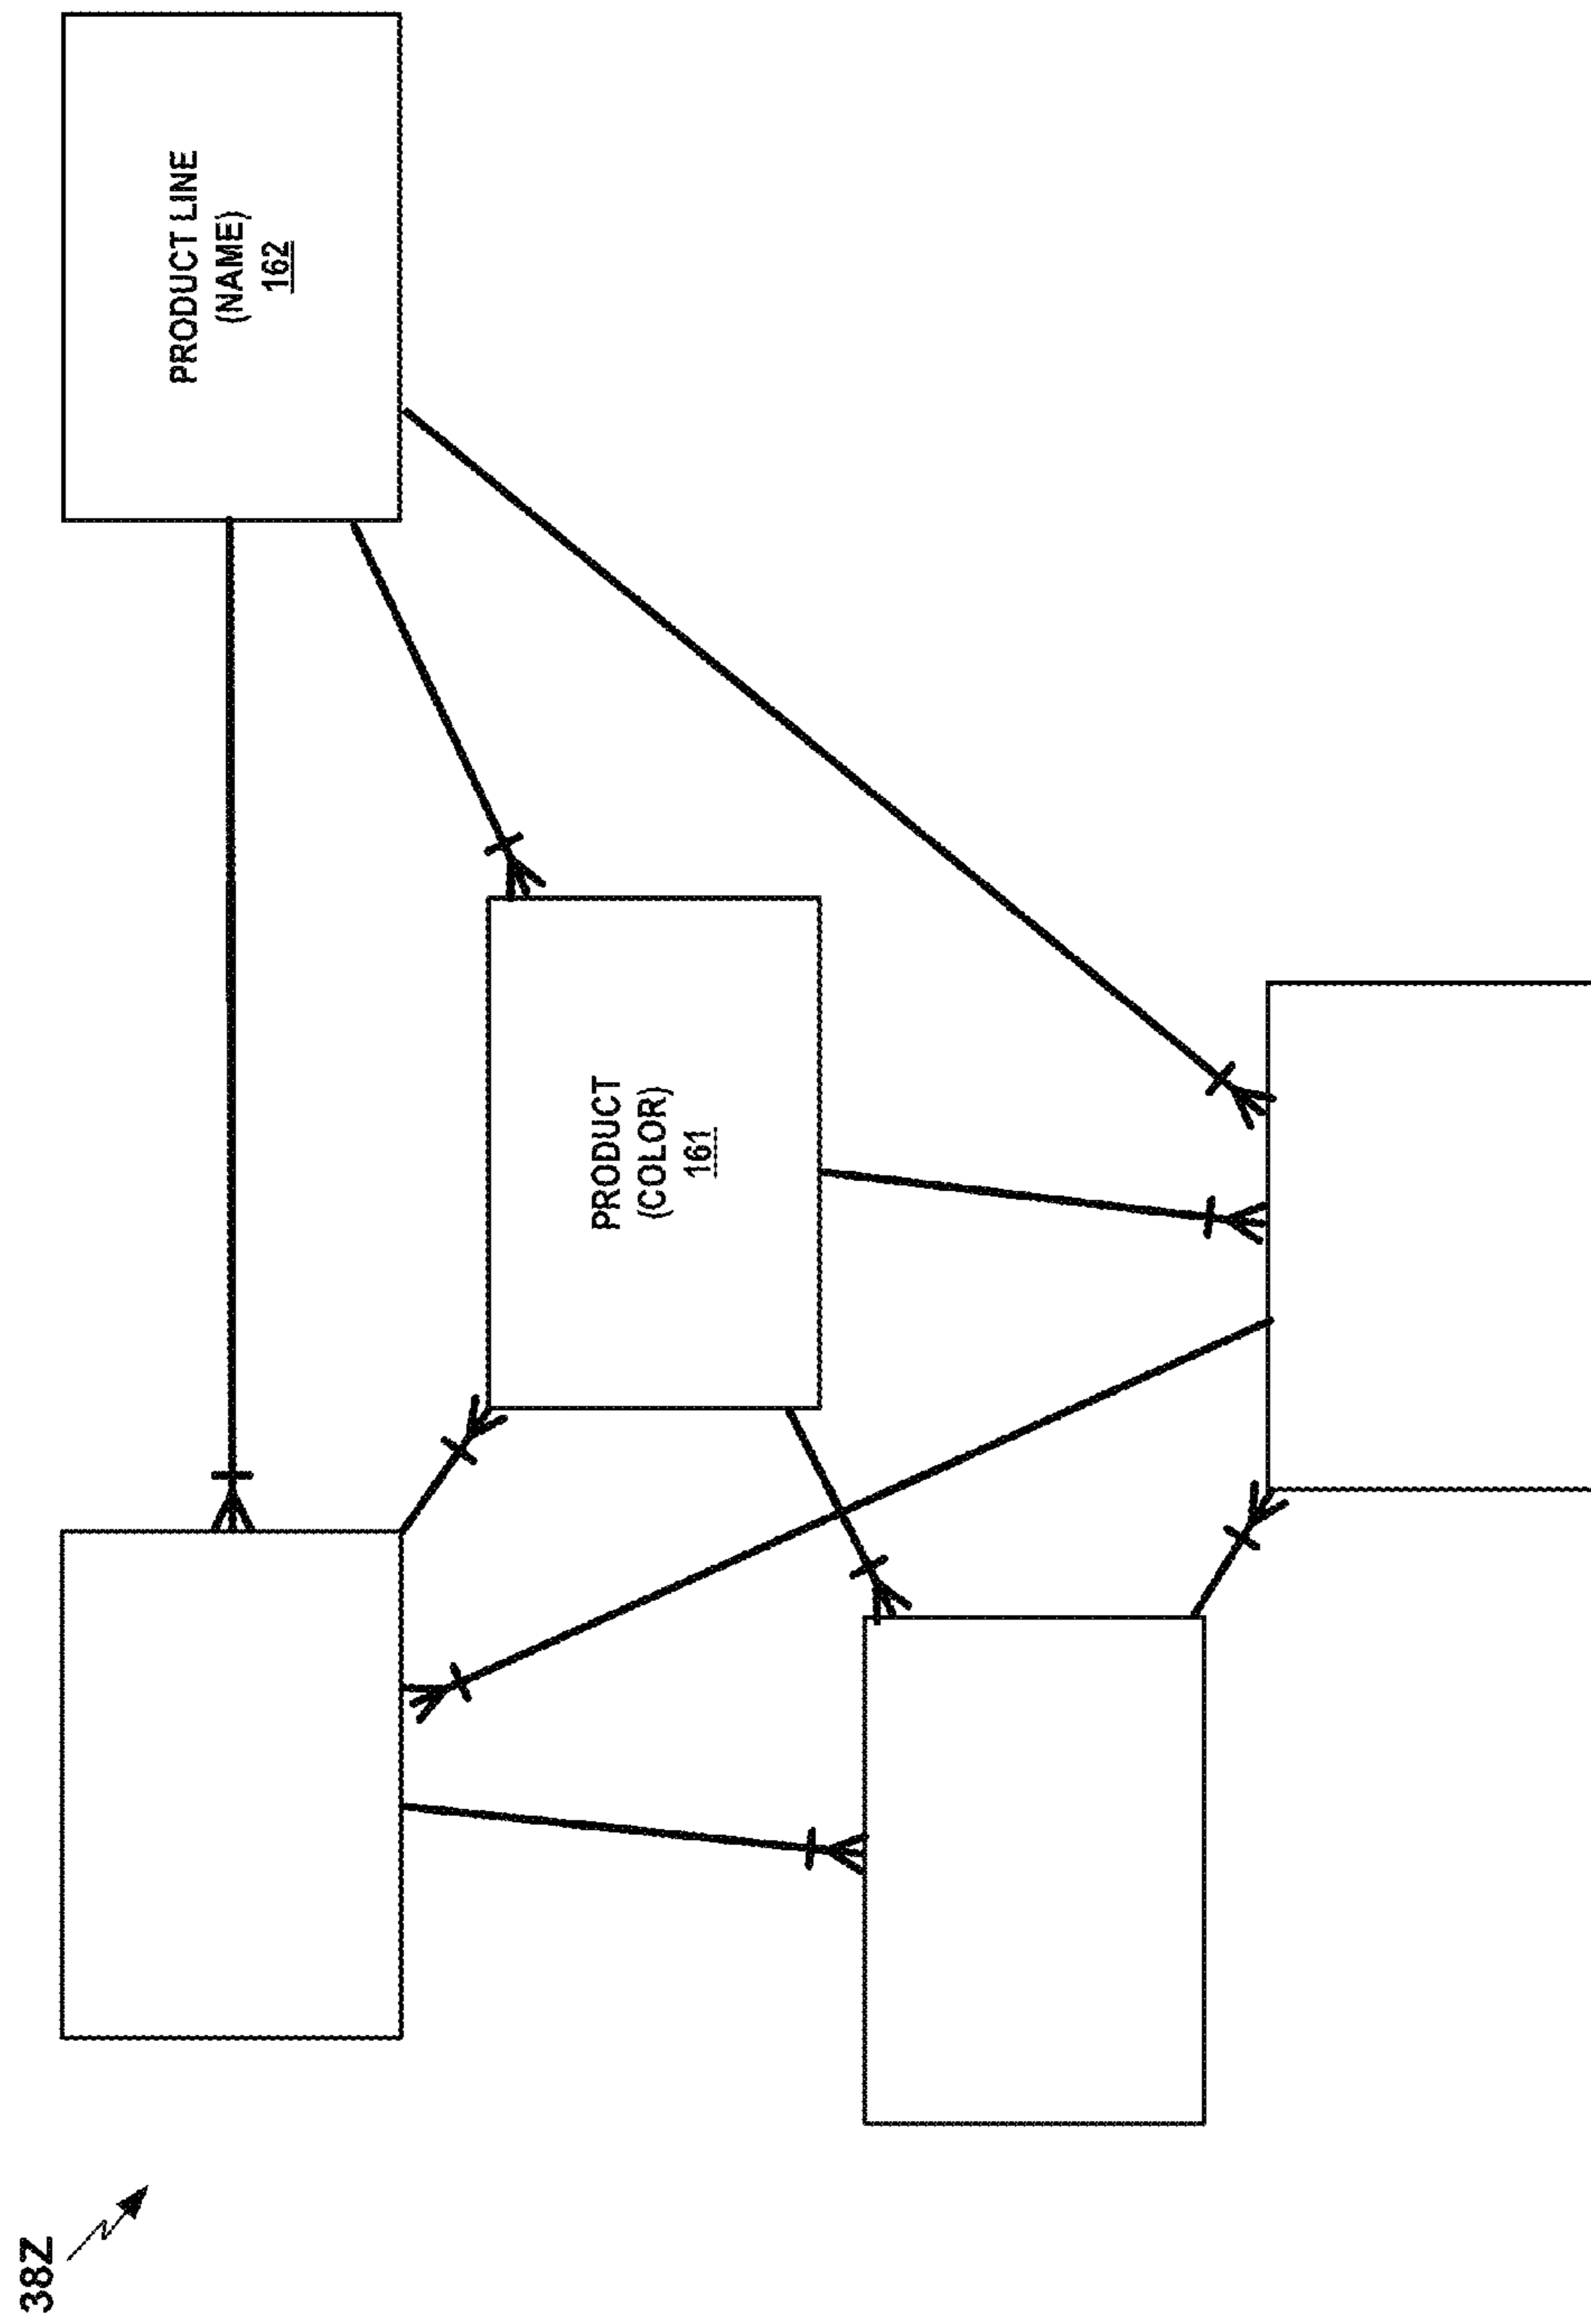 38Z
PRODUCT LINE
(NAME)
162
PRODUCT
(COLOR)
161